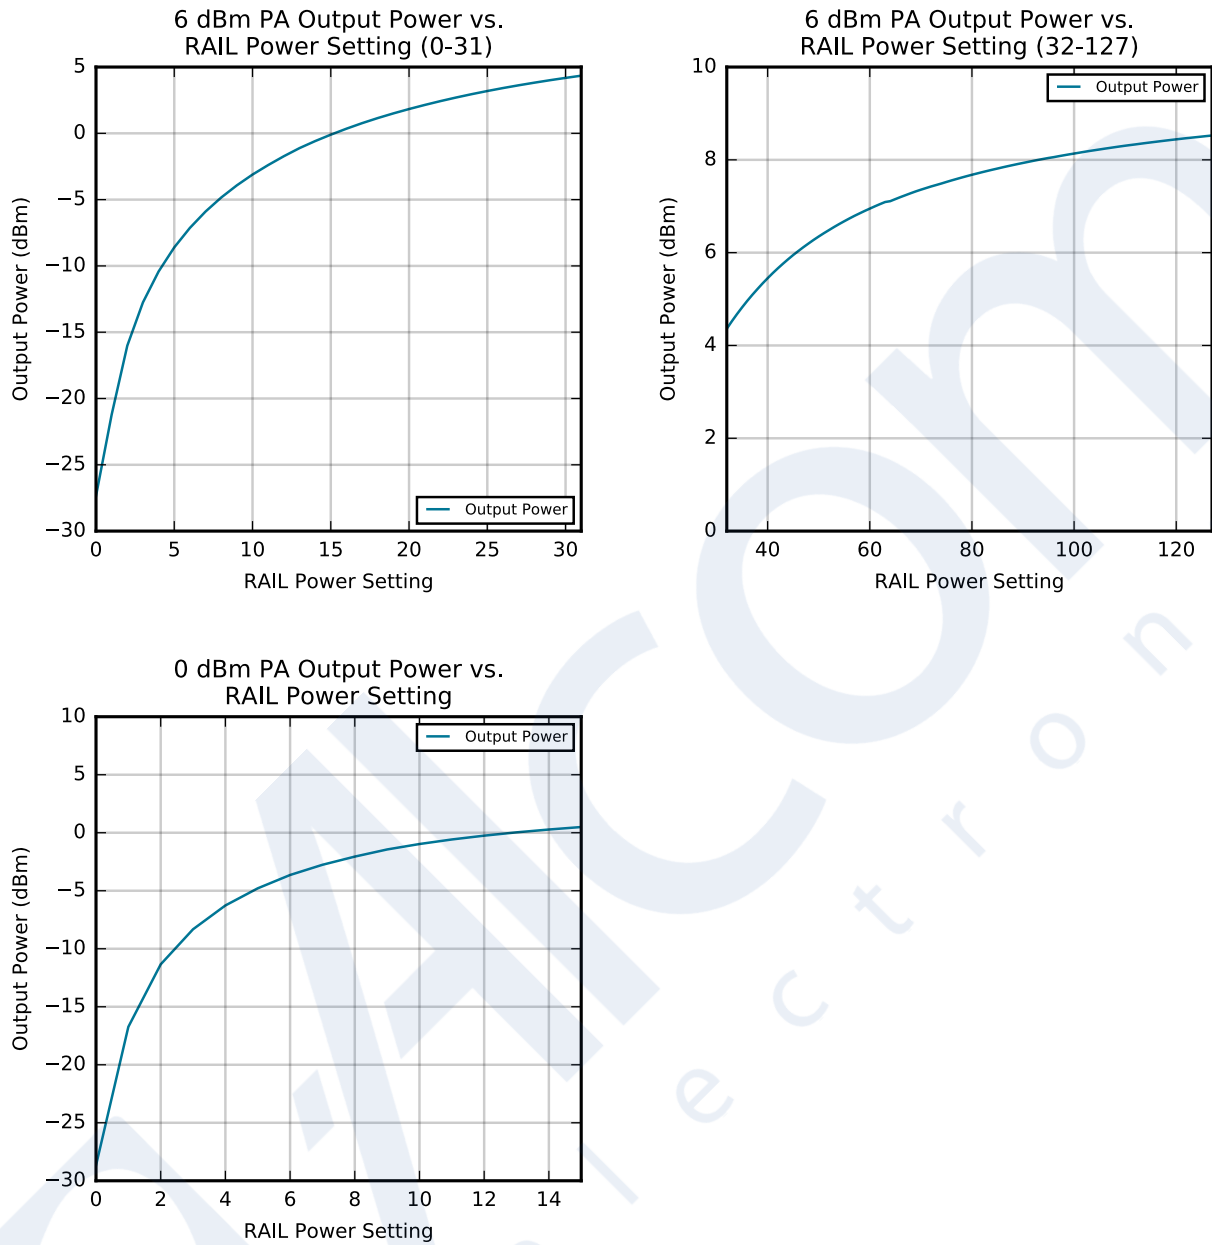 6 dBm PA Output Power vs.
RAIL Power Setting (0-31)
5
0
−5
−10
−15
−20
−25
−30
0 5 10 15 20 25 30
Output Power (dBm)
RAIL Power Setting
Output Power
6 dBm PA Output Power vs.
RAIL Power Setting (32-127)
10
8
6
4
2
0
40 60 80 100 120
Output Power (dBm)
RAIL Power Setting
Output Power
0 dBm PA Output Power vs.
RAIL Power Setting
10
5
0
−5
−10
−15
−20
−25
−30
0 2 4 6 8 10 12 14
Output Power (dBm)
RAIL Power Setting
Output Power